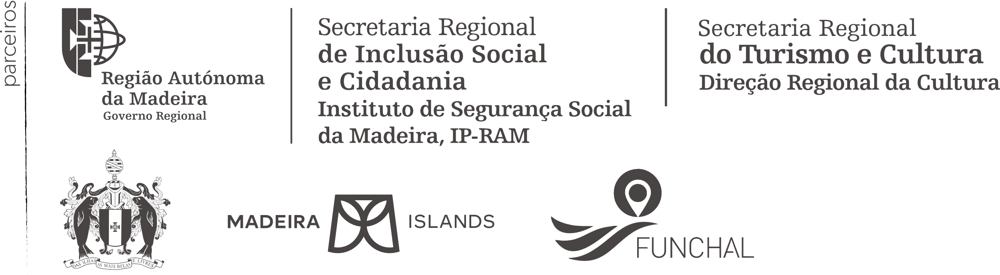 parceiros
Região Autónoma
da Madeira
Governo Regional
Secretaria Regional
de Inclusão Social
e Cidadania
Instituto de Segurança Social
da Madeira, IP-RAM
Secretaria Regional
do Turismo e Cultura
Direção Regional da Cultura
DAS ILHAS AS MAIS BELAS E LIVRES
MADEIRA ISLANDS
FUNCHAL